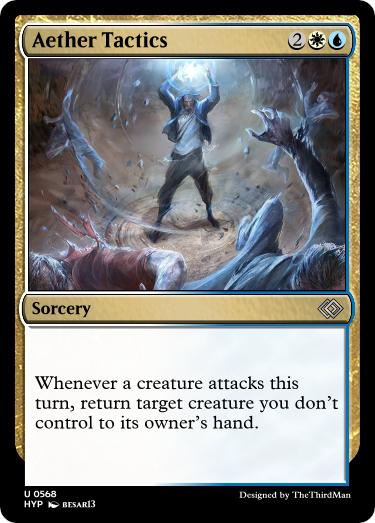 Aether Tactics 2
Sorcery
Whenever a creature attacks this
turn, return target creature you don't
control to its owner's hand.
U 0568
HYP BESAR13 Designed by TheThirdMan